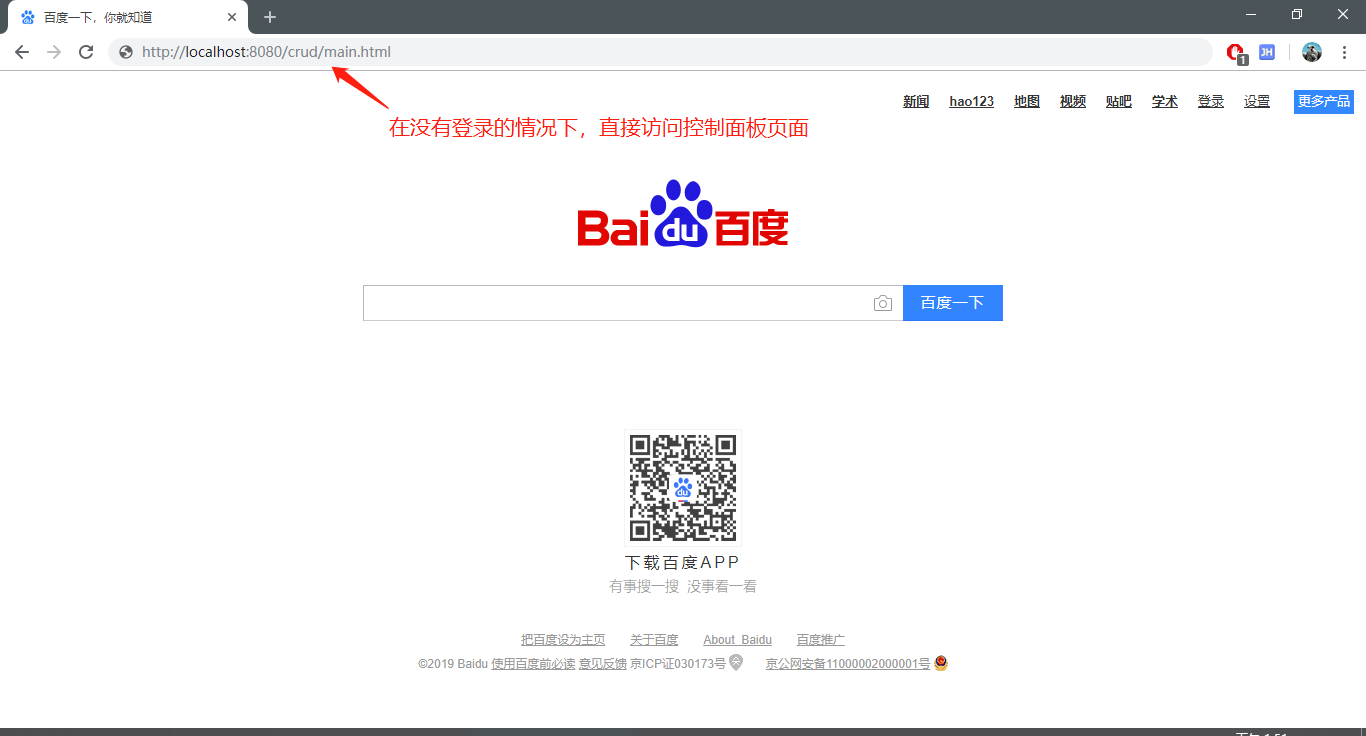 百度一下，你就知道
http://localhost:8080/crud/main.html
1
JH
新闻 hao123 地图 视频 贴吧 学术 登录 设置 更多产品
在没有登录的情况下，直接访问控制面板页面
Bai du 百度
百度一下
du
下载百度APP
有事搜一搜 没事看一看
把百度设为主页 关于百度 About Baidu 百度推广
©2019 Baidu 使用百度前必读 意见反馈 京ICP证030173号 京公网安备11000002000001号